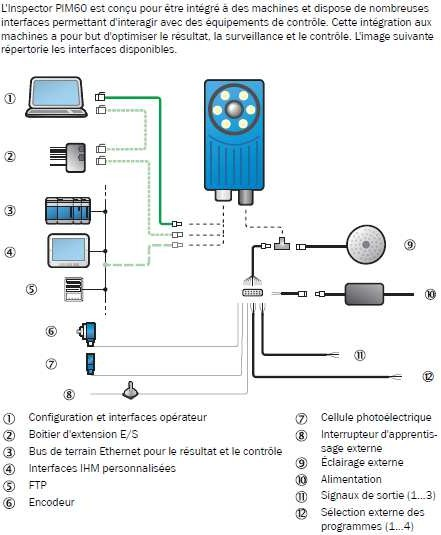 L'Inspector PIM60 est conçu pour être intégré à des machines et dispose de nombreuses
interfaces permettant d'interagir avec des équipements de contrôle. Cette intégration aux
machines a pour but d'optimiser le résultat, la surveillance et le contrôle. L'image suivante
répertorie les interfaces disponibles.
①
②
③
④
⑤
⑥
⑦
⑧
⑨
⑩
⑪
⑫
① Configuration et interfaces opérateur
② Boîtier d'extension E/S
③ Bus de terrain Ethernet pour le résultat et le contrôle
④ Interfaces IHM personnalisées
⑤ FTP
⑥ Encodeur
⑦ Cellule photoélectrique
⑧ Interrupteur d'apprentis-
sage externe
⑨ Éclairage externe
⑩ Alimentation
⑪ Signaux de sortie (1...3)
⑫ Sélection externe des
programmes (1...4)